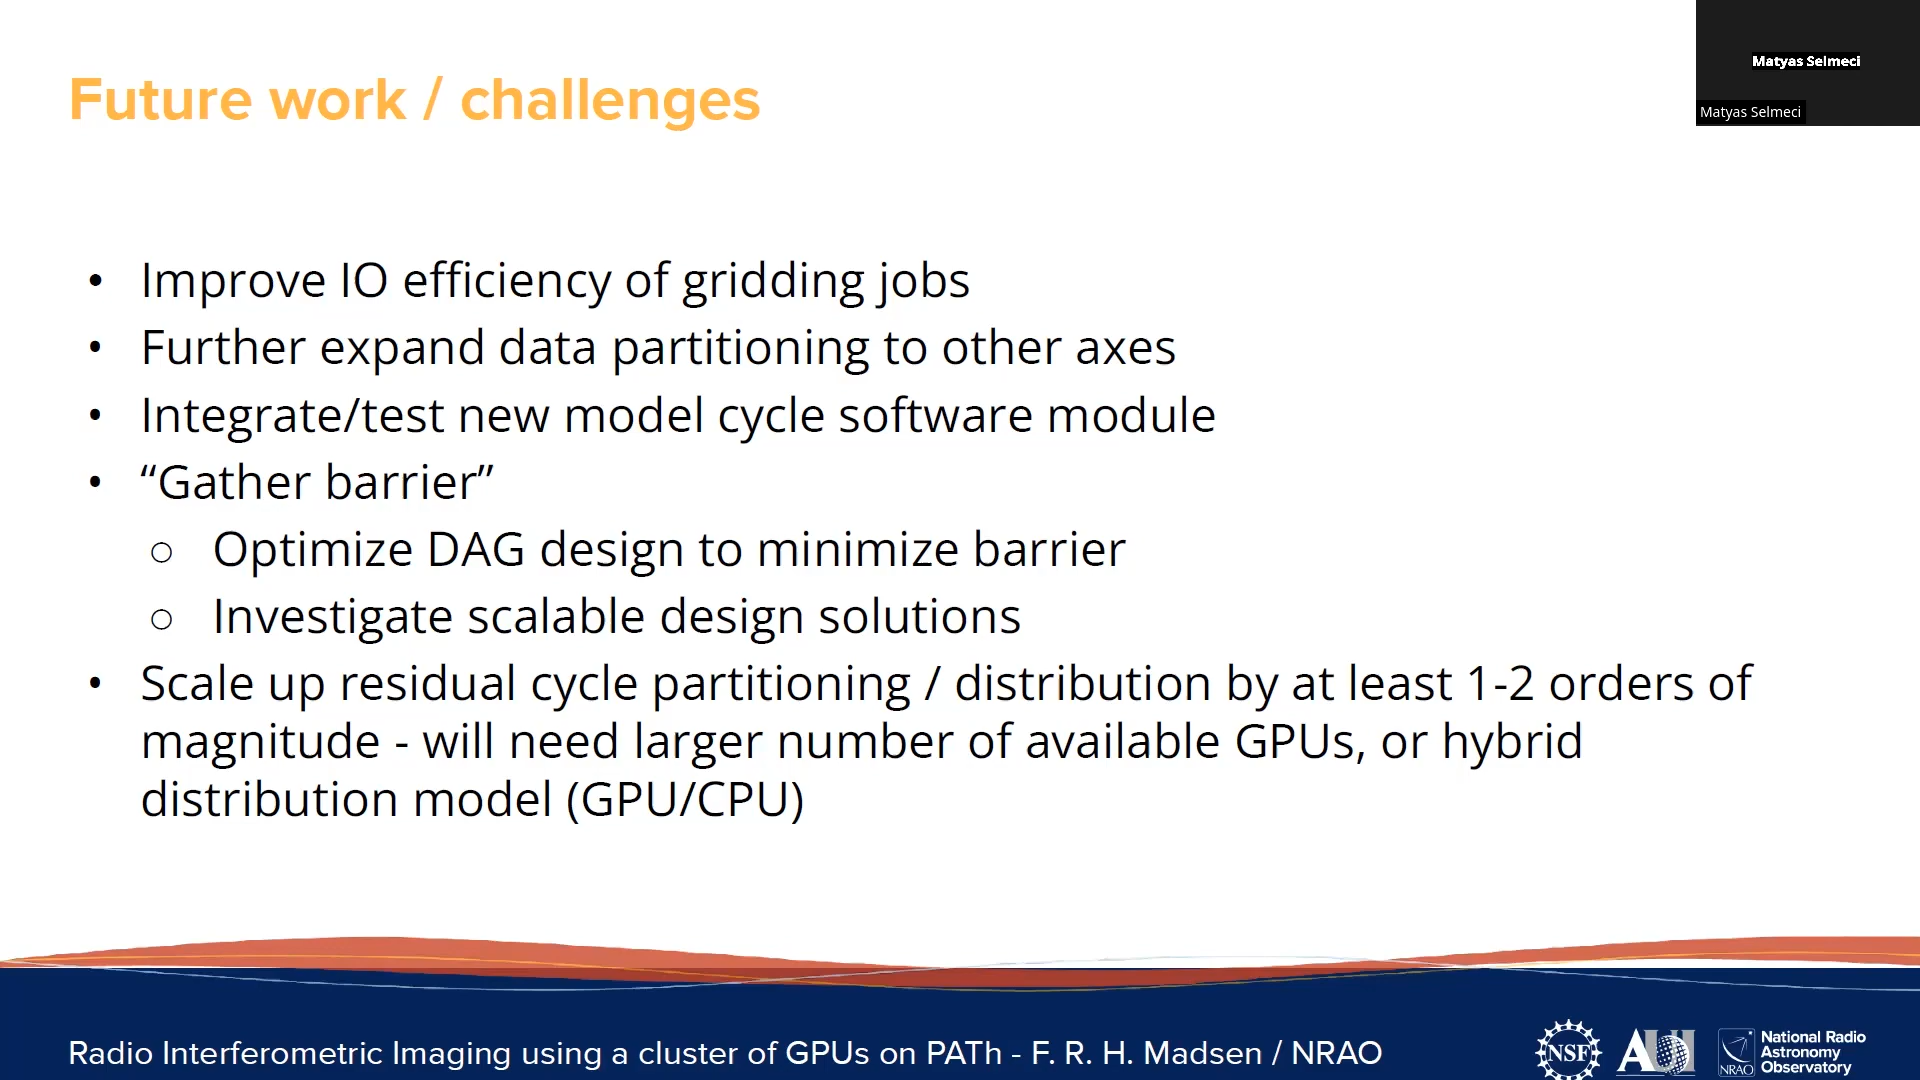 Future work / challenges
Matyas Selmeci
Matyas Selmeci
• Improve IO efficiency of gridding jobs
• Further expand data partitioning to other axes
• Integrate/test new model cycle software module
• “Gather barrier”
○ Optimize DAG design to minimize barrier
○ Investigate scalable design solutions
• Scale up residual cycle partitioning / distribution by at least 1-2 orders of
magnitude - will need larger number of available GPUs, or hybrid
distribution model (GPU/CPU)
Radio Interferometric Imaging using a cluster of GPUs on PATh - F. R. H. Madsen / NRAO
NSF
AUI
NRAO
National Radio
Astronomy
Observatory